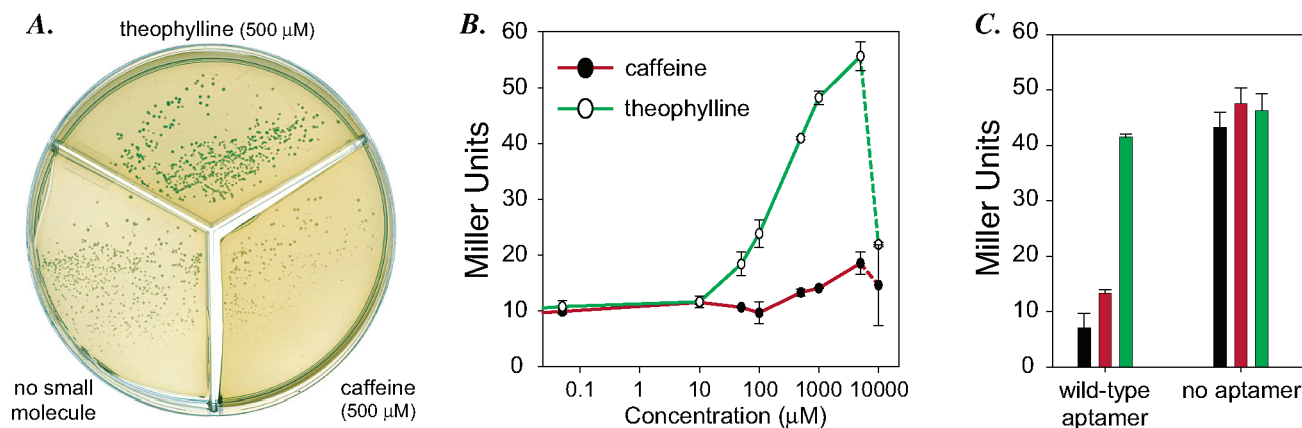 A.
theophylline (500 µM)
no small
molecule
caffeine
(500 µM)
B.
60
50
40
30
20
10
0
Miller Units
caffeine
theophylline
0.1
1
10
100
1000
5000
10000
Concentration (µM)
C.
60
50
40
30
20
10
0
Miller Units
wild-type
aptamer
no aptamer